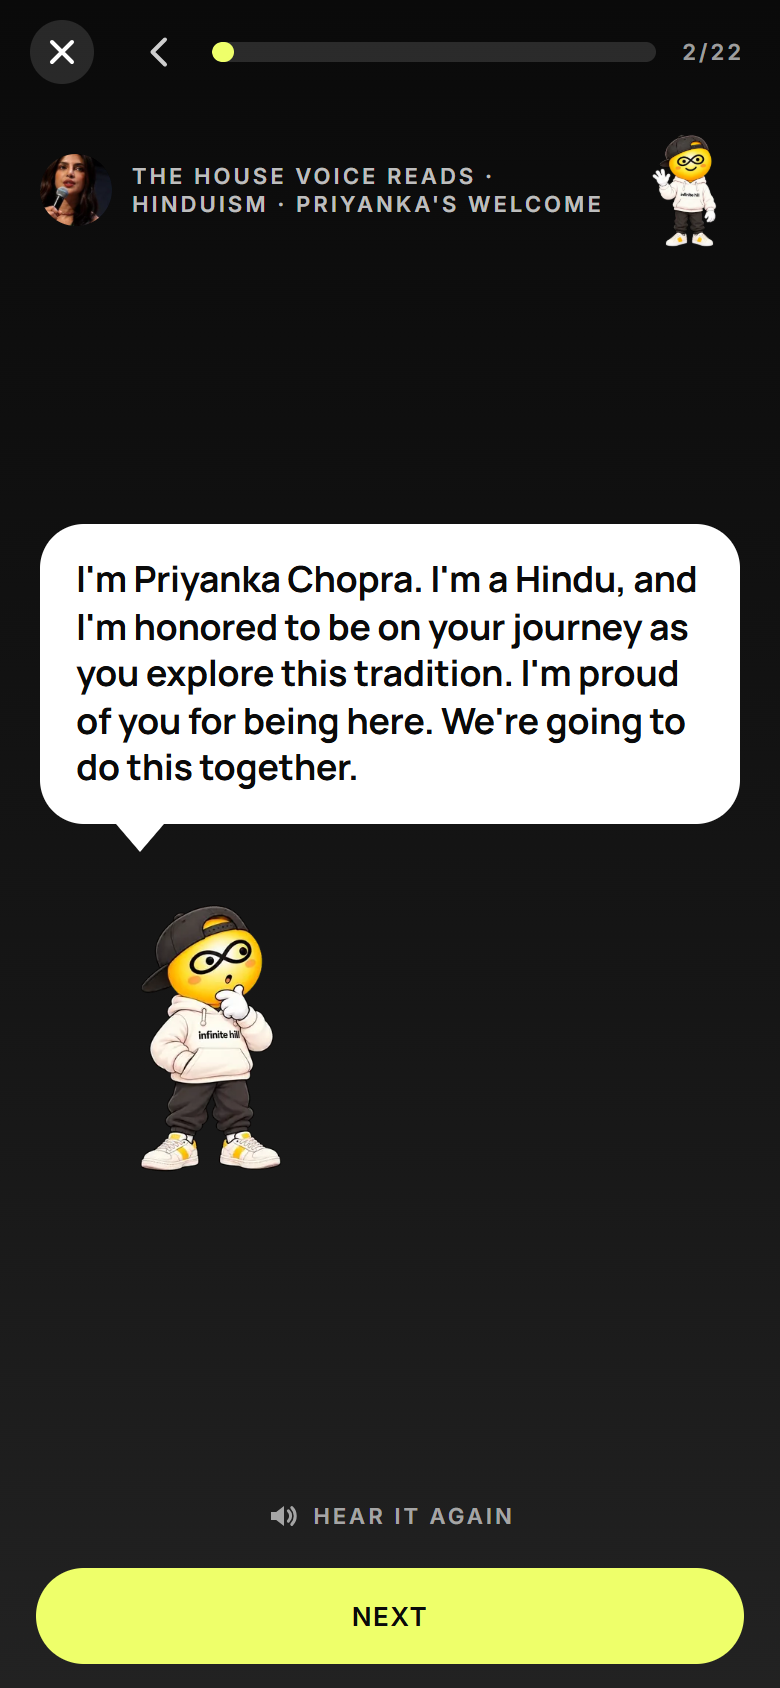 2/22
THE HOUSE VOICE READS ·
HINDUISM · PRIYANKA'S WELCOME
infinite hill
I'm Priyanka Chopra. I'm a Hindu, and
I'm honored to be on your journey as
you explore this tradition. I'm proud
of you for being here. We're going to
do this together.
infinite hill
HEAR IT AGAIN
NEXT